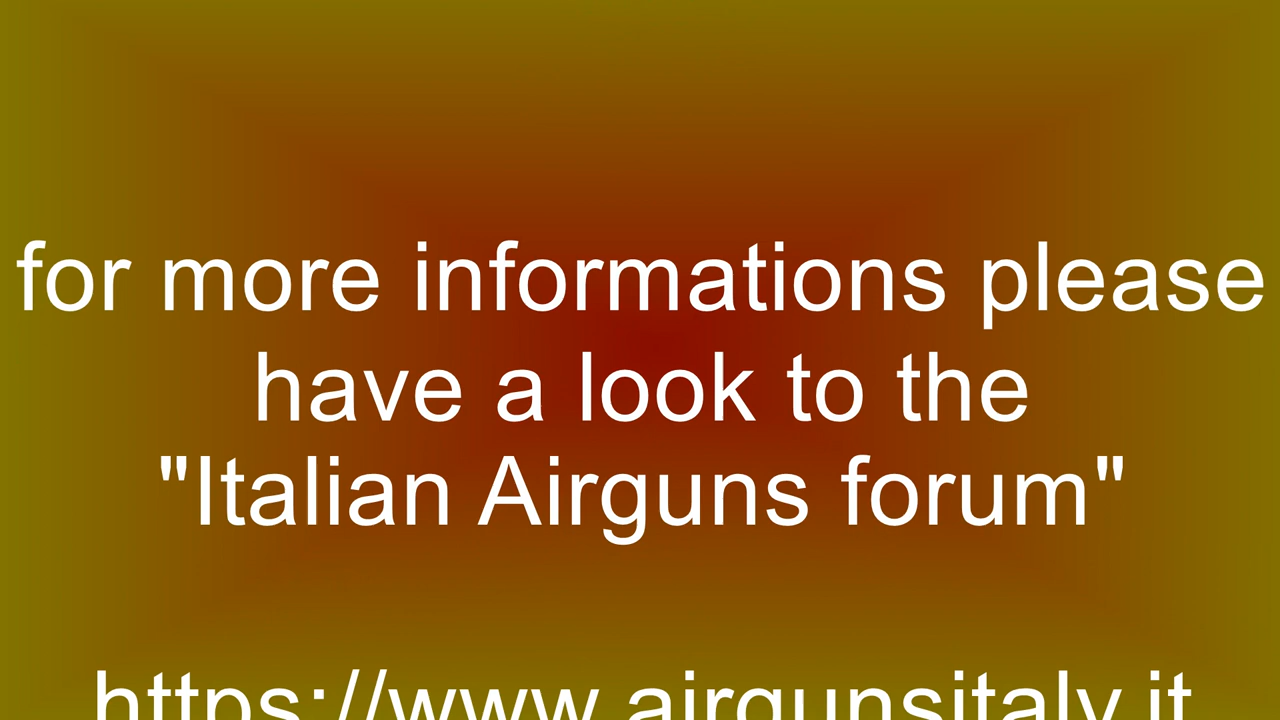 for more informations please
have a look to the
"Italian Airguns forum"
https://www.airgunsitaly.it